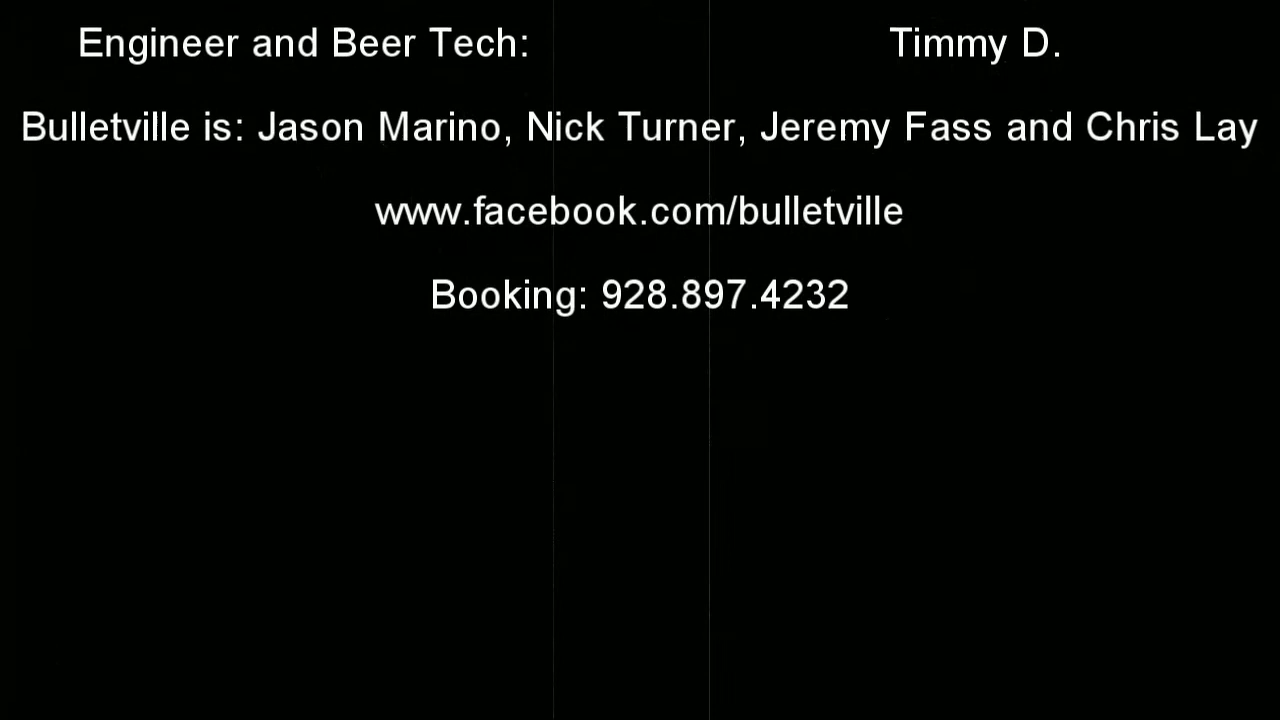 Engineer and Beer Tech: Timmy D.
Bulletville is: Jason Marino, Nick Turner, Jeremy Fass and Chris Lay
www.facebook.com/bulletville
Booking: 928.897.4232